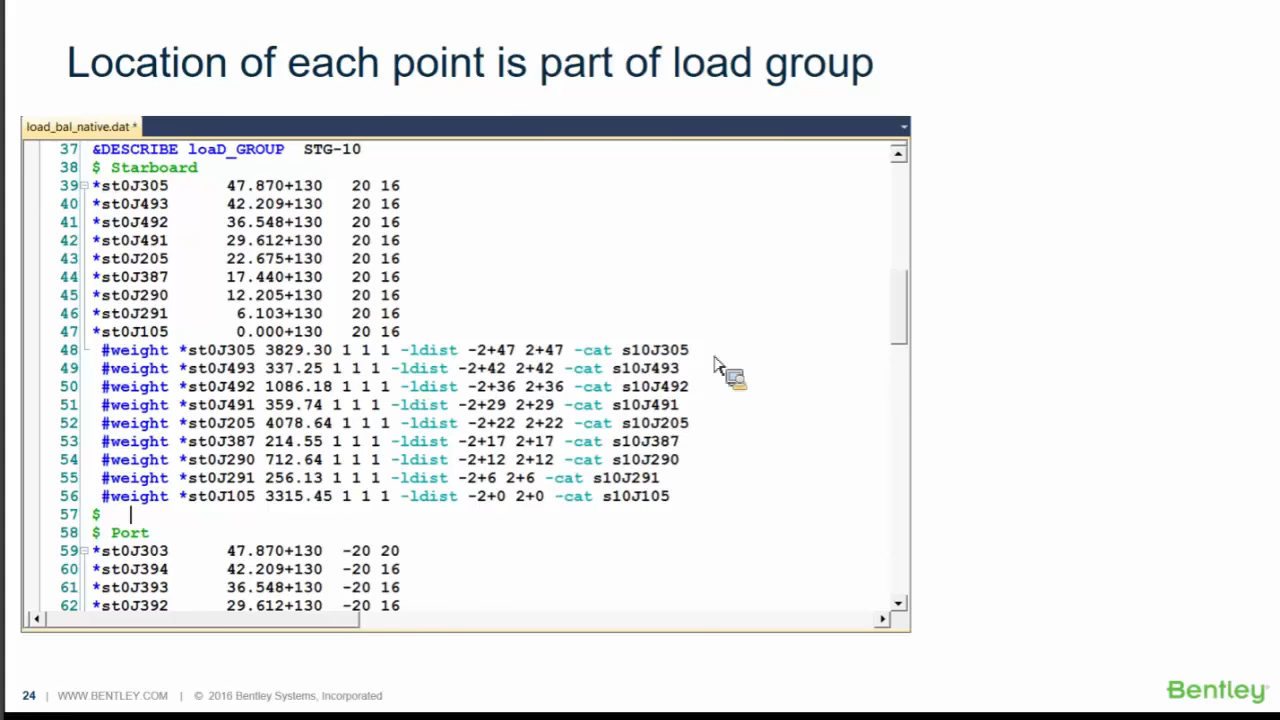 Location of each point is part of load group
load_bal_native.dat *
37 &DESCRIBE loaD_GROUP STG-10
38 $ Starboard
39 *st0J305 47.870+130 20 16
40 *st0J493 42.209+130 20 16
41 *st0J492 36.548+130 20 16
42 *st0J491 29.612+130 20 16
43 *st0J205 22.675+130 20 16
44 *st0J387 17.440+130 20 16
45 *st0J290 12.205+130 20 16
46 *st0J291 6.103+130 20 16
47 *st0J105 0.000+130 20 16
48 #weight *st0J305 3829.30 1 1 1 -ldist -2+47 2+47 -cat s10J305
49 #weight *st0J493 337.25 1 1 1 -ldist -2+42 2+42 -cat s10J493
50 #weight *st0J492 1086.18 1 1 1 -ldist -2+36 2+36 -cat s10J492
51 #weight *st0J491 359.74 1 1 1 -ldist -2+29 2+29 -cat s10J491
52 #weight *st0J205 4078.64 1 1 1 -ldist -2+22 2+22 -cat s10J205
53 #weight *st0J387 214.55 1 1 1 -ldist -2+17 2+17 -cat s10J387
54 #weight *st0J290 712.64 1 1 1 -ldist -2+12 2+12 -cat s10J290
55 #weight *st0J291 256.13 1 1 1 -ldist -2+6 2+6 -cat s10J291
56 #weight *st0J105 3315.45 1 1 1 -ldist -2+0 2+0 -cat s10J105
57 $
58 $ Port
59 *st0J303 47.870+130 -20 20
60 *st0J394 42.209+130 -20 16
61 *st0J393 36.548+130 -20 16
62 *st0J392 29.612+130 -20 16
24 | WWW.BENTLEY.COM | © 2016 Bentley Systems, Incorporated
Bentley